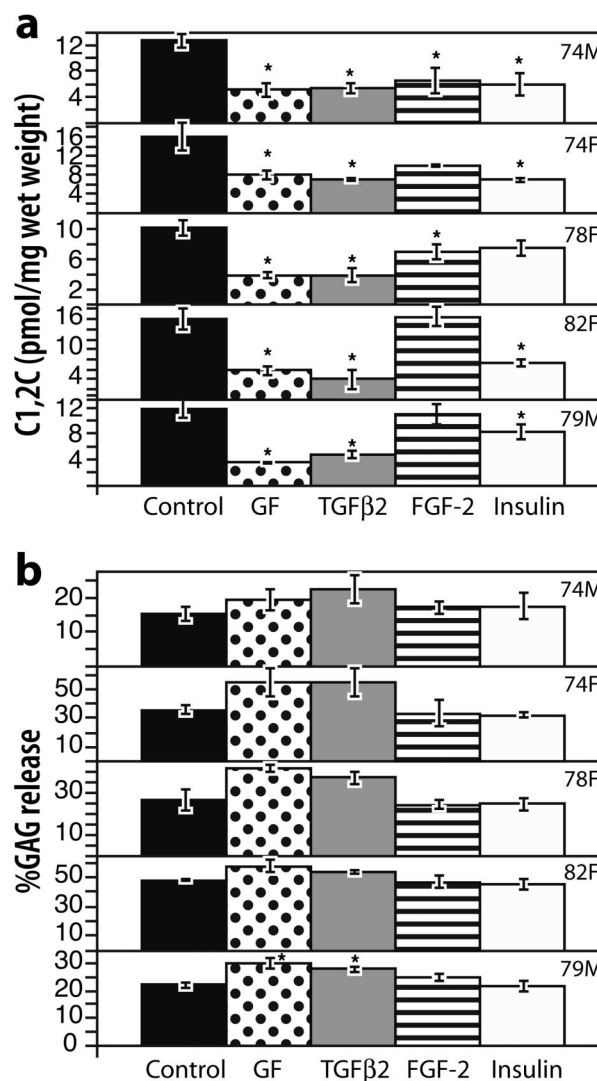 a
C1,2C (pmol/mg wet weight)
12
8
4
* * * *
74M
16
12
8
4
* * *
74F
10
6
2
* * *
78F
16
10
4
* * *
82F
12
8
4
* * *
79M
Control GF TGFβ2 FGF-2 Insulin
b
%GAG release
20
10
74M
50
30
10
74F
30
10
78F
50
30
10
82F
30
20
10
0
* *
79M
Control GF TGFβ2 FGF-2 Insulin